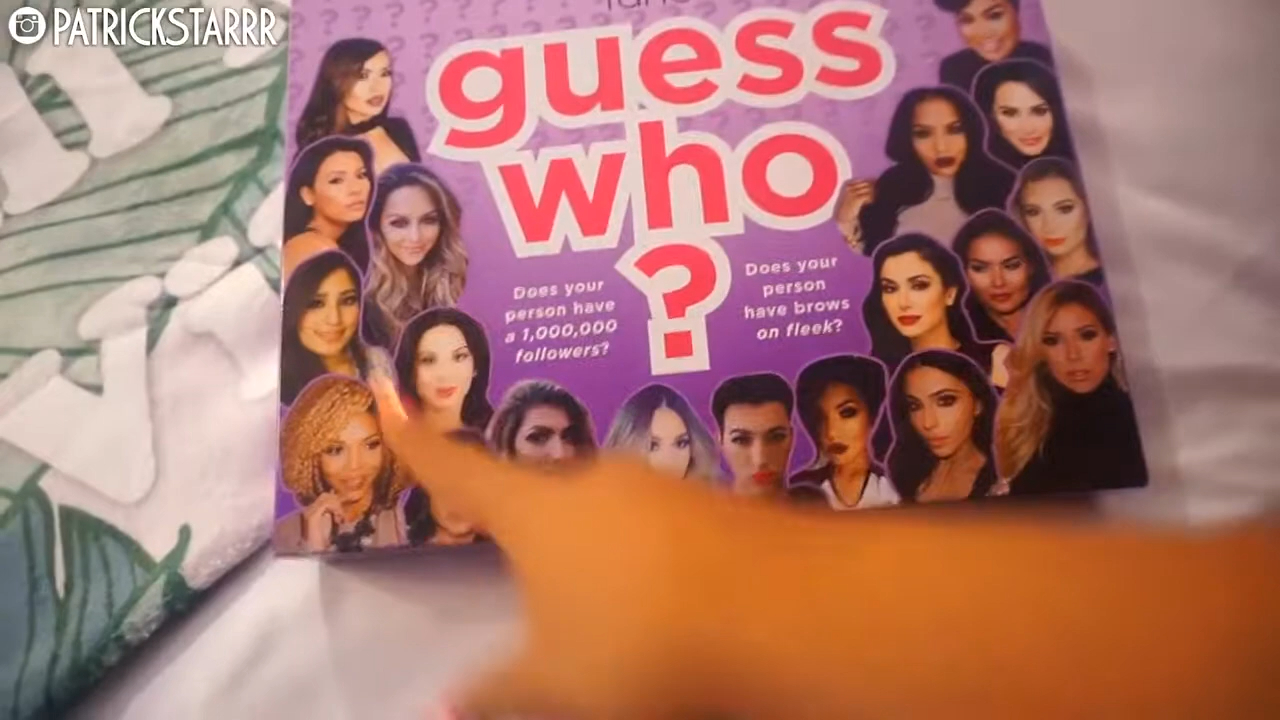 PATRICKSTARRR
guess
who
?
Does your
person have
a 1,000,000
followers?
Does your
person
have brows
on fleek?